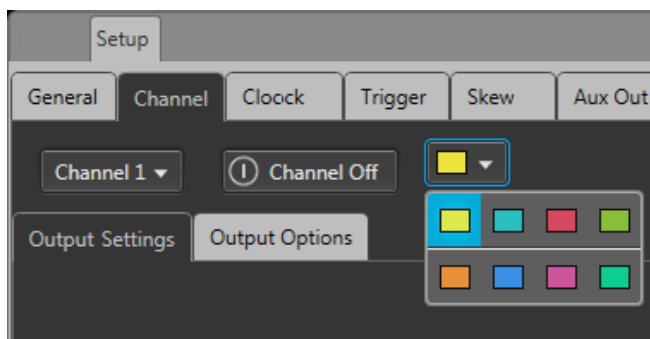 Setup
General Channel Cloock Trigger Skew Aux Out
Channel 1 Channel Off
Output Settings Output Options